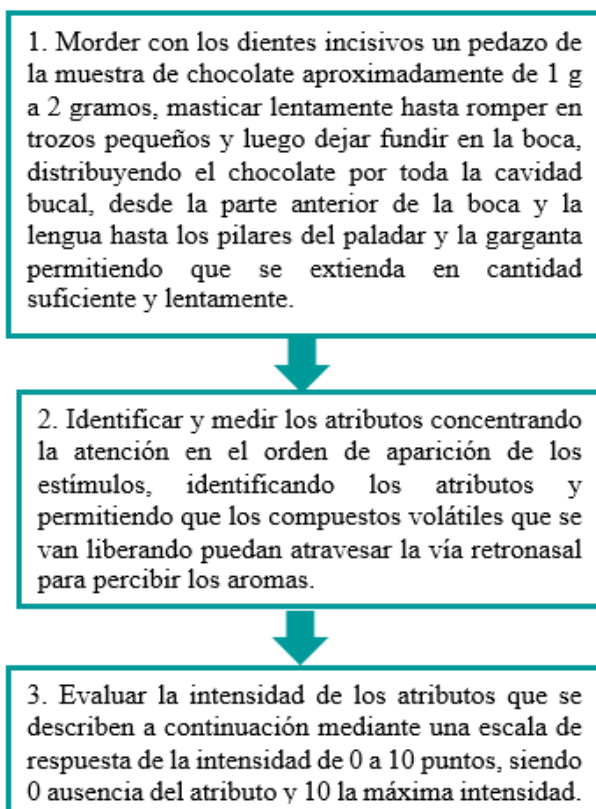 1. Morder con los dientes incisivos un pedazo de
la muestra de chocolate aproximadamente de 1 g
a 2 gramos, masticar lentamente hasta romper en
trozos pequeños y luego dejar fundir en la boca,
distribuyendo el chocolate por toda la cavidad
bucal, desde la parte anterior de la boca y la
lengua hasta los pilares del paladar y la garganta
permitiendo que se extienda en cantidad
suficiente y lentamente.
2. Identificar y medir los atributos concentrando
la atención en el orden de aparición de los
estímulos, identificando los atributos y
permitiendo que los compuestos volátiles que se
van liberando puedan atravesar la vía retronasal
para percibir los aromas.
3. Evaluar la intensidad de los atributos que se
describen a continuación mediante una escala de
respuesta de la intensidad de 0 a 10 puntos, siendo
0 ausencia del atributo y 10 la máxima intensidad.